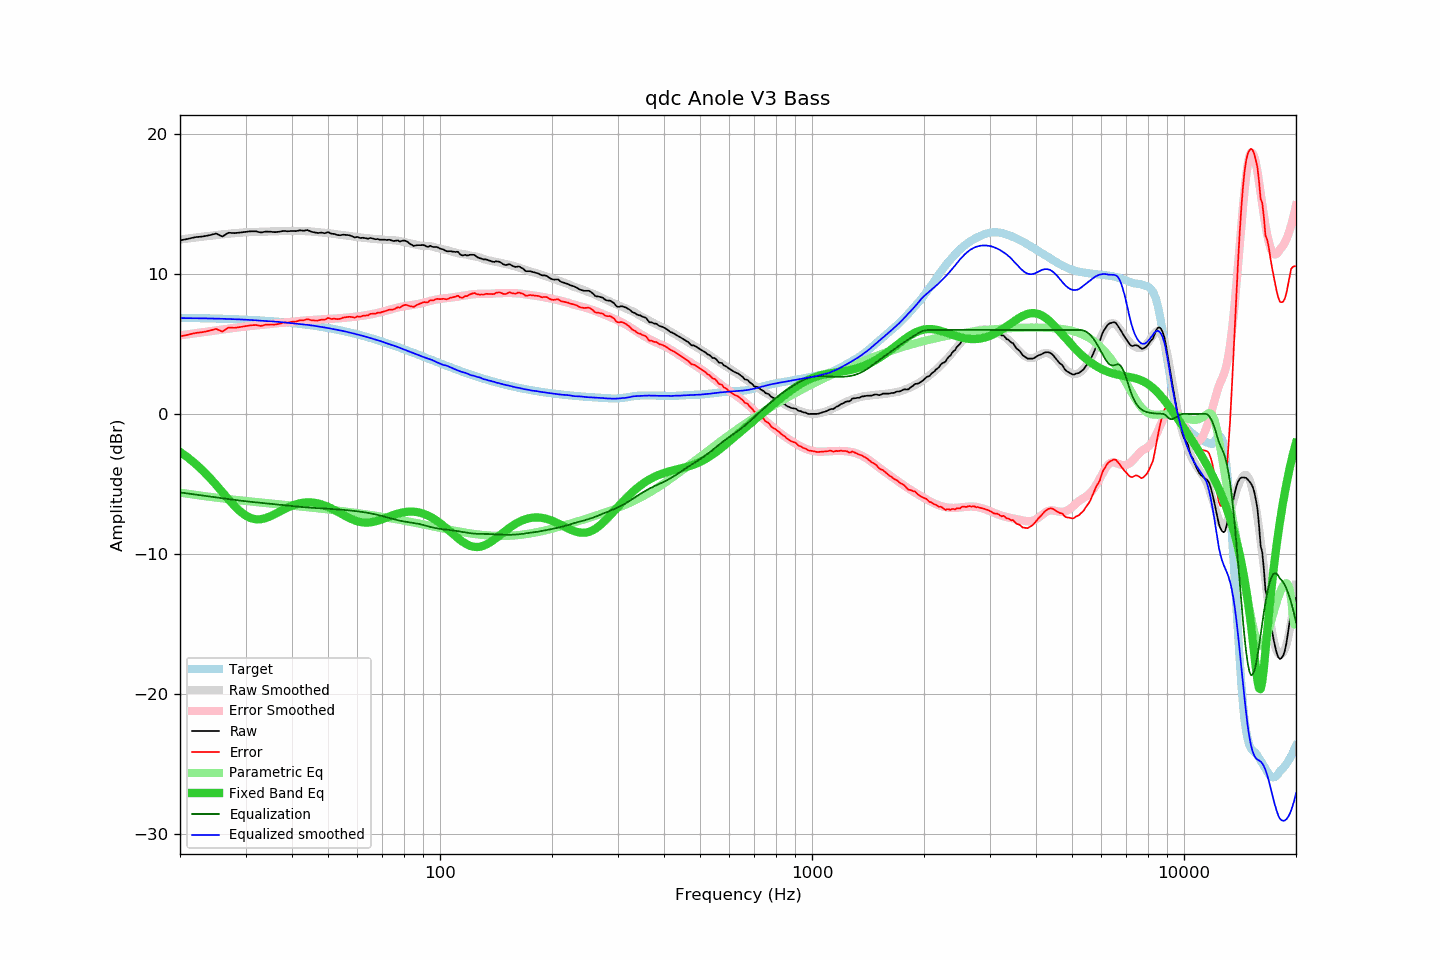 qdc Anole V3 Bass
20
10
0
−10
−20
−30
Amplitude (dBr)
Target
Raw Smoothed
Error Smoothed
Raw
Error
Parametric Eq
Fixed Band Eq
Equalization
Equalized smoothed
100 1000 10000
Frequency (Hz)